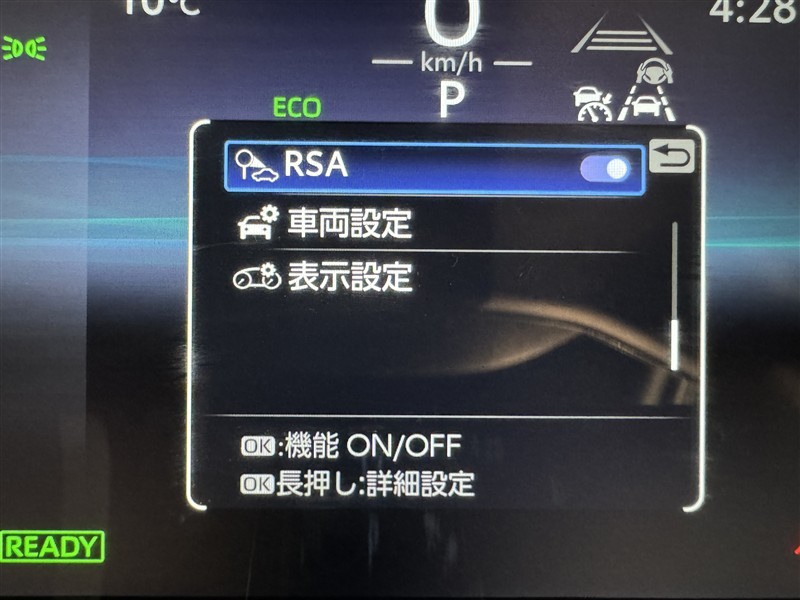 10℃
4:28
0
km/h
P
ECO
RSA
車両設定
表示設定
OK:機能 ON/OFF
OK長押し:詳細設定
READY